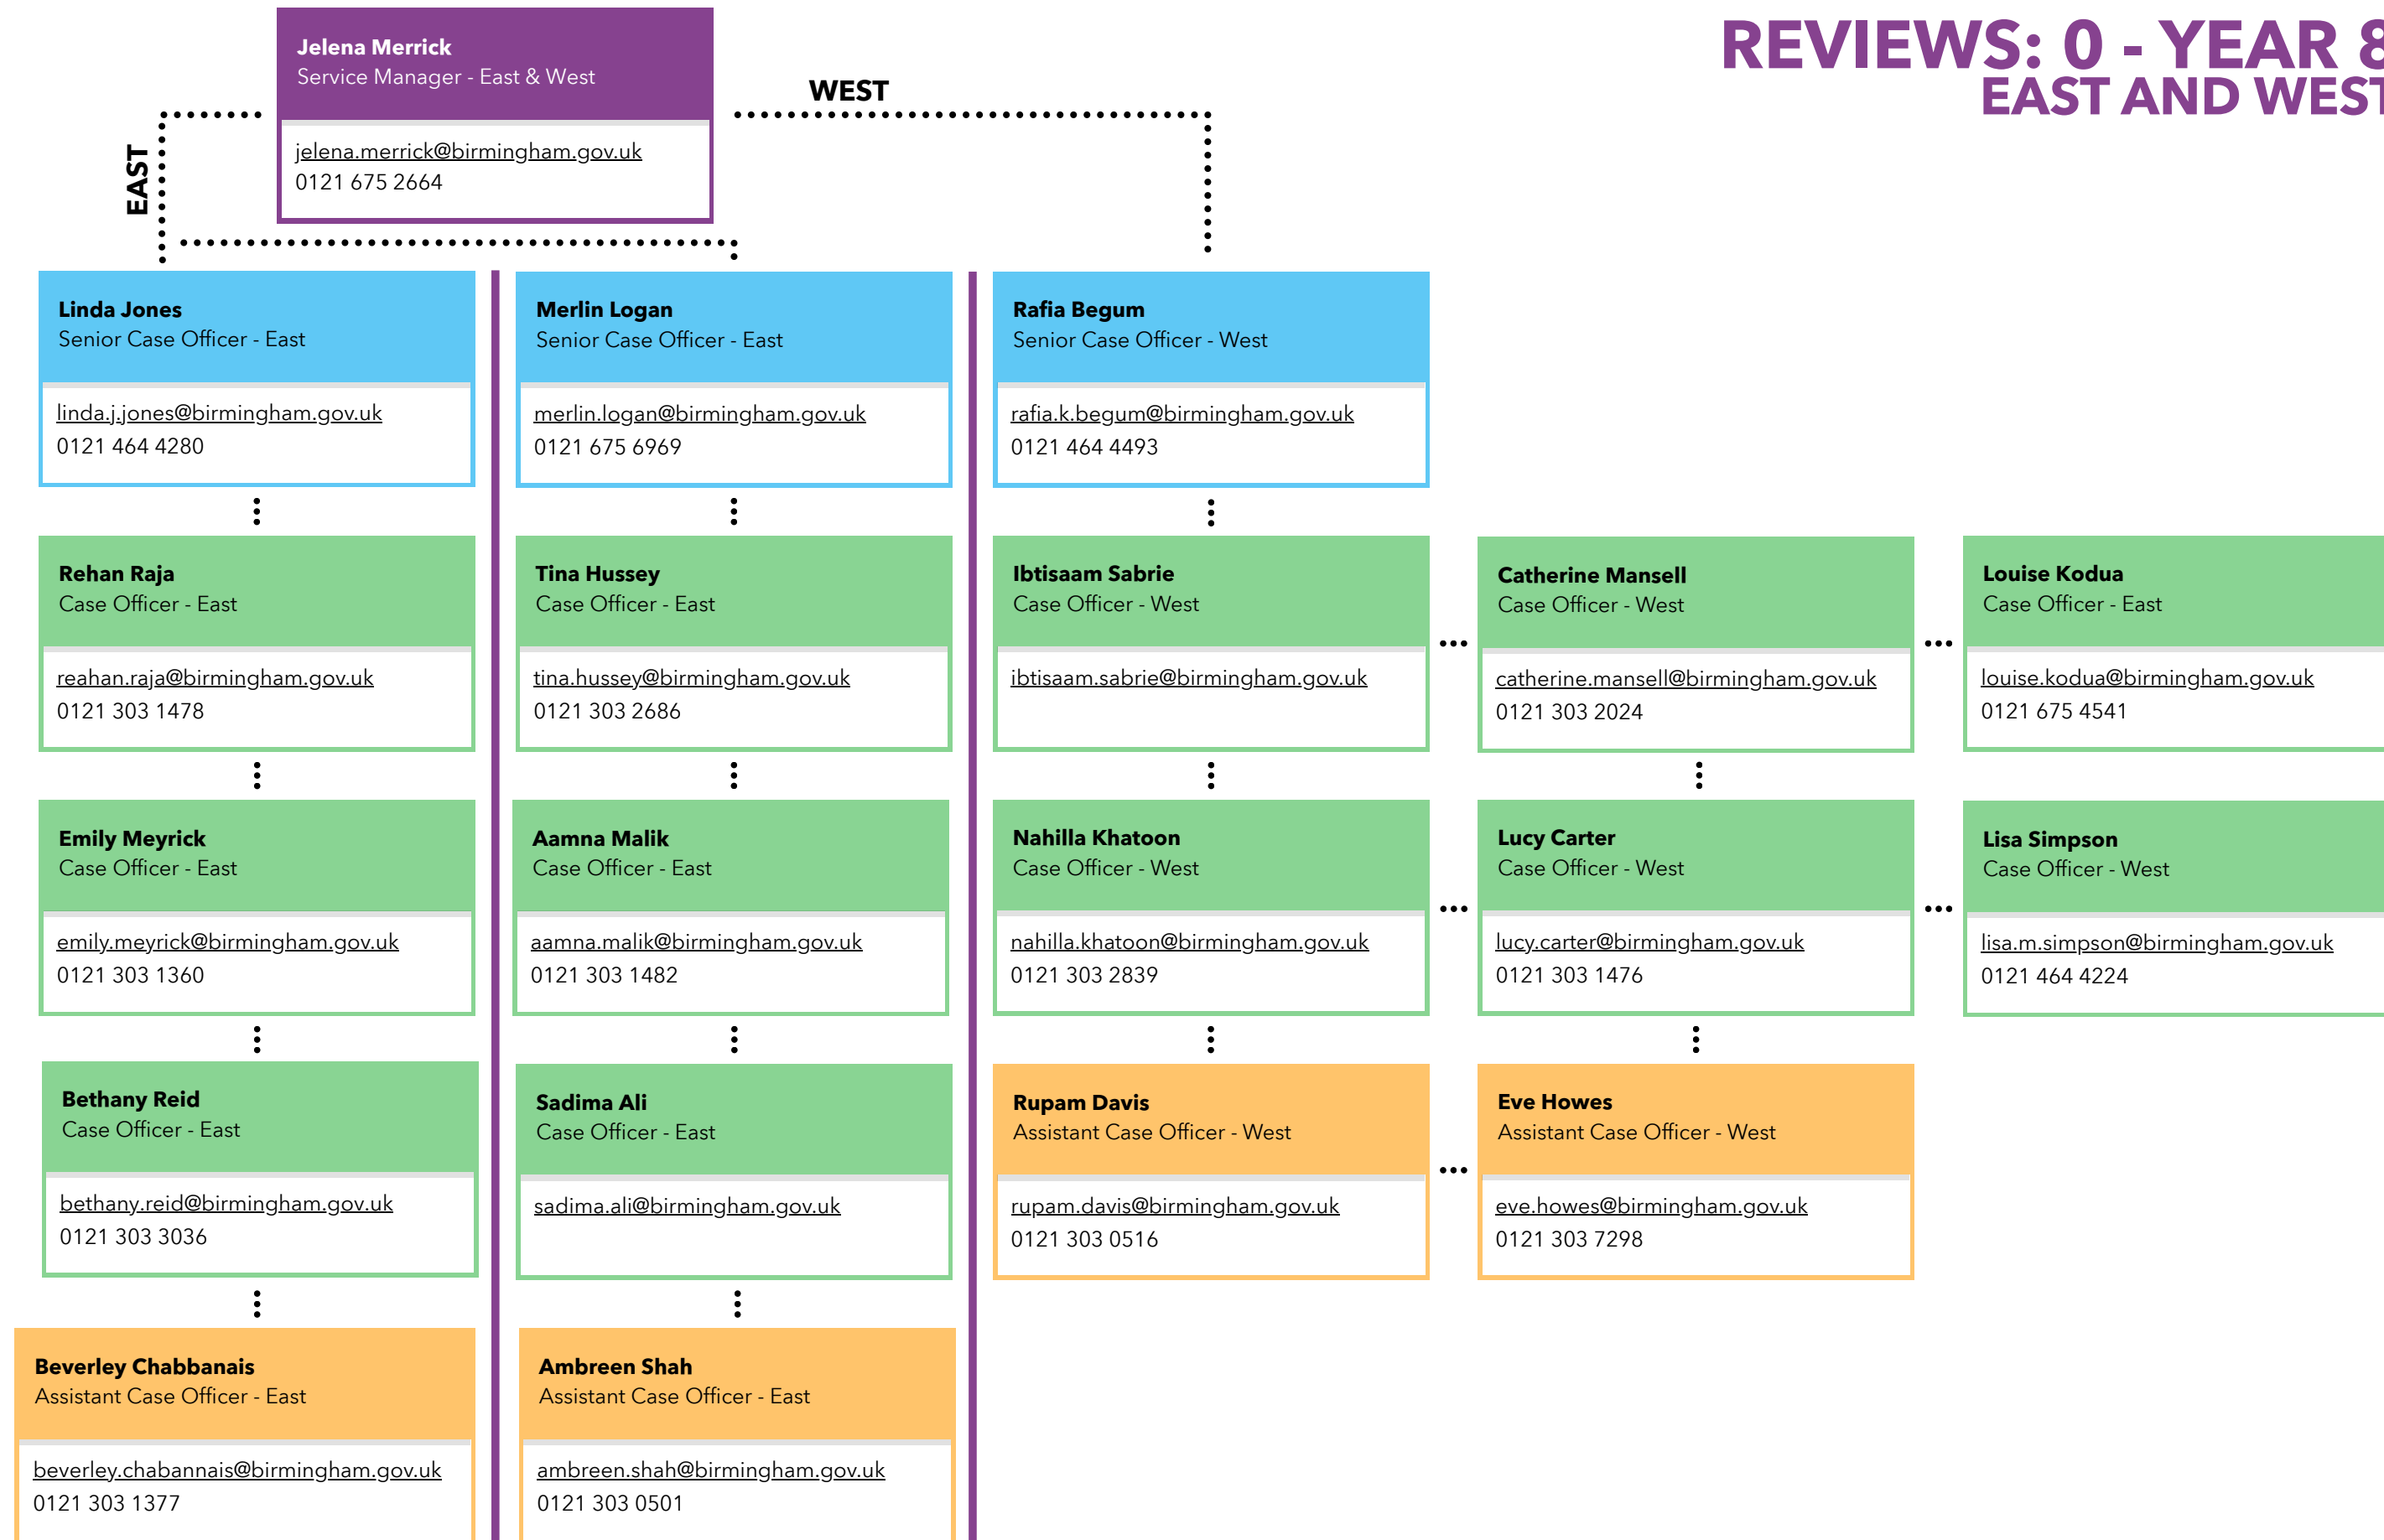 REVIEWS: 0 - YEAR 8
EAST AND WEST
Jelena Merrick
Service Manager - East & West
jelena.merrick@birmingham.gov.uk
0121 675 2664
WEST
EAST
Linda Jones
Senior Case Officer - East
linda.j.jones@birmingham.gov.uk
0121 464 4280
Merlin Logan
Senior Case Officer - East
merlin.logan@birmingham.gov.uk
0121 675 6969
Rafia Begum
Senior Case Officer - West
rafia.k.begum@birmingham.gov.uk
0121 464 4493
Rehan Raja
Case Officer - East
reahan.raja@birmingham.gov.uk
0121 303 1478
Tina Hussey
Case Officer - East
tina.hussey@birmingham.gov.uk
0121 303 2686
Ibtisaam Sabrie
Case Officer - West
ibtisaam.sabrie@birmingham.gov.uk
Catherine Mansell
Case Officer - West
catherine.mansell@birmingham.gov.uk
0121 303 2024
Louise Kodua
Case Officer - East
louise.kodua@birmingham.gov.uk
0121 675 4541
Emily Meyrick
Case Officer - East
emily.meyrick@birmingham.gov.uk
0121 303 1360
Aamna Malik
Case Officer - East
aamna.malik@birmingham.gov.uk
0121 303 1482
Nahilla Khatoon
Case Officer - West
nahilla.khatoon@birmingham.gov.uk
0121 303 2839
Lucy Carter
Case Officer - West
lucy.carter@birmingham.gov.uk
0121 303 1476
Lisa Simpson
Case Officer - West
lisa.m.simpson@birmingham.gov.uk
0121 464 4224
Bethany Reid
Case Officer - East
bethany.reid@birmingham.gov.uk
0121 303 3036
Sadima Ali
Case Officer - East
sadima.ali@birmingham.gov.uk
Rupam Davis
Assistant Case Officer - West
rupam.davis@birmingham.gov.uk
0121 303 0516
Eve Howes
Assistant Case Officer - West
eve.howes@birmingham.gov.uk
0121 303 7298
Beverley Chabbanais
Assistant Case Officer - East
beverley.chabannais@birmingham.gov.uk
0121 303 1377
Ambreen Shah
Assistant Case Officer - East
ambreen.shah@birmingham.gov.uk
0121 303 0501